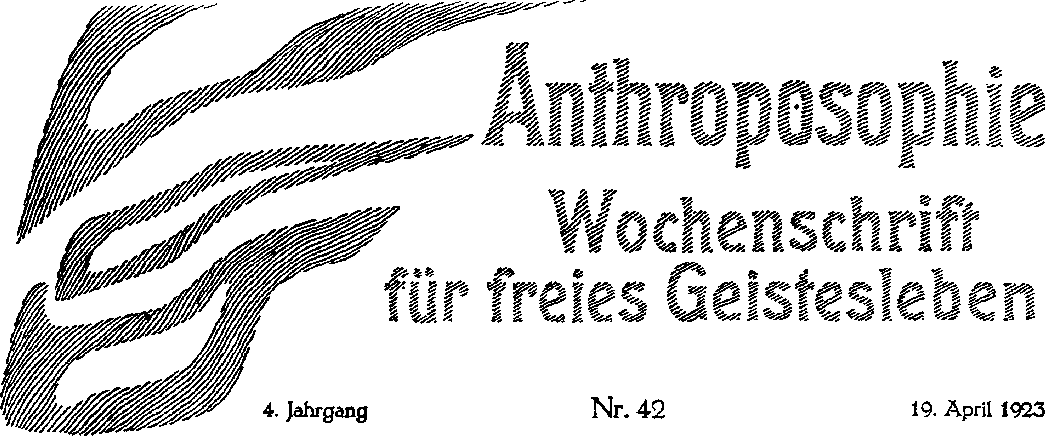 Anthroposophie
Wochenschrift
für freies Geistesleben
4. Jahrgang Nr. 42 19. April 1923